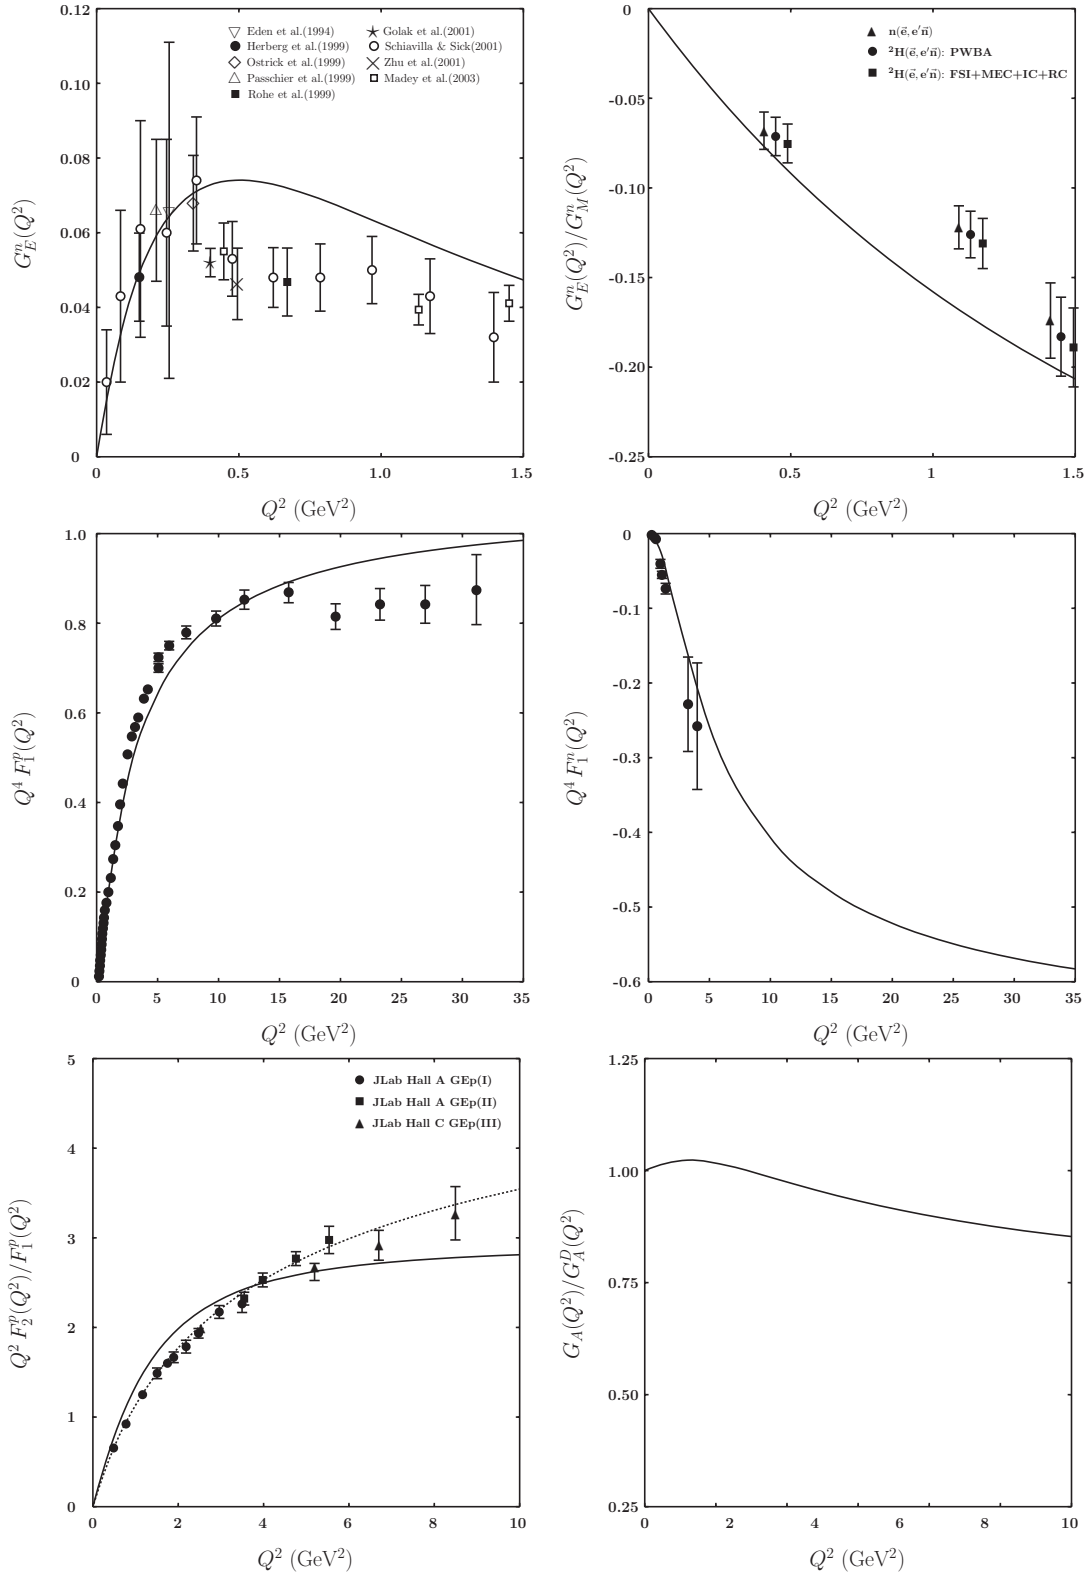 0.12
0.10
0.08
0.06
0.04
0.02
0
G_E^n(Q^2)
▽ Eden et al.(1994)
● Herberg et al.(1999)
◇ Ostrick et al.(1999)
△ Passchier et al.(1999)
■ Rohe et al.(1999)
★ Golak et al.(2001)
○ Schiavilla & Sick(2001)
× Zhu et al.(2001)
□ Madey et al.(2003)
0 0.5 1.0 1.5
Q^2 (GeV^2)
0
-0.05
-0.10
-0.15
-0.20
-0.25
G_E^n(Q^2)/G_M^n(Q^2)
▲ n(e⃗,e′n⃗)
● ²H(e⃗,e′n⃗): PWBA
■ ²H(e⃗,e′n⃗): FSI+MEC+IC+RC
0 0.5 1 1.5
Q^2 (GeV^2)
1.0
0.8
0.6
0.4
0.2
0
Q^4 F_1^p(Q^2)
0 5 10 15 20 25 30 35
Q^2 (GeV^2)
0
-0.1
-0.2
-0.3
-0.4
-0.5
-0.6
Q^4 F_1^n(Q^2)
0 5 10 15 20 25 30 35
Q^2 (GeV^2)
5
4
3
2
1
0
Q^2 F_2^p(Q^2)/F_1^p(Q^2)
● JLab Hall A GEp(I)
■ JLab Hall A GEp(II)
▲ JLab Hall C GEp(III)
0 2 4 6 8 10
Q^2 (GeV^2)
1.25
1.00
0.75
0.50
0.25
G_A(Q^2)/G_A^D(Q^2)
0 2 4 6 8 10
Q^2 (GeV^2)